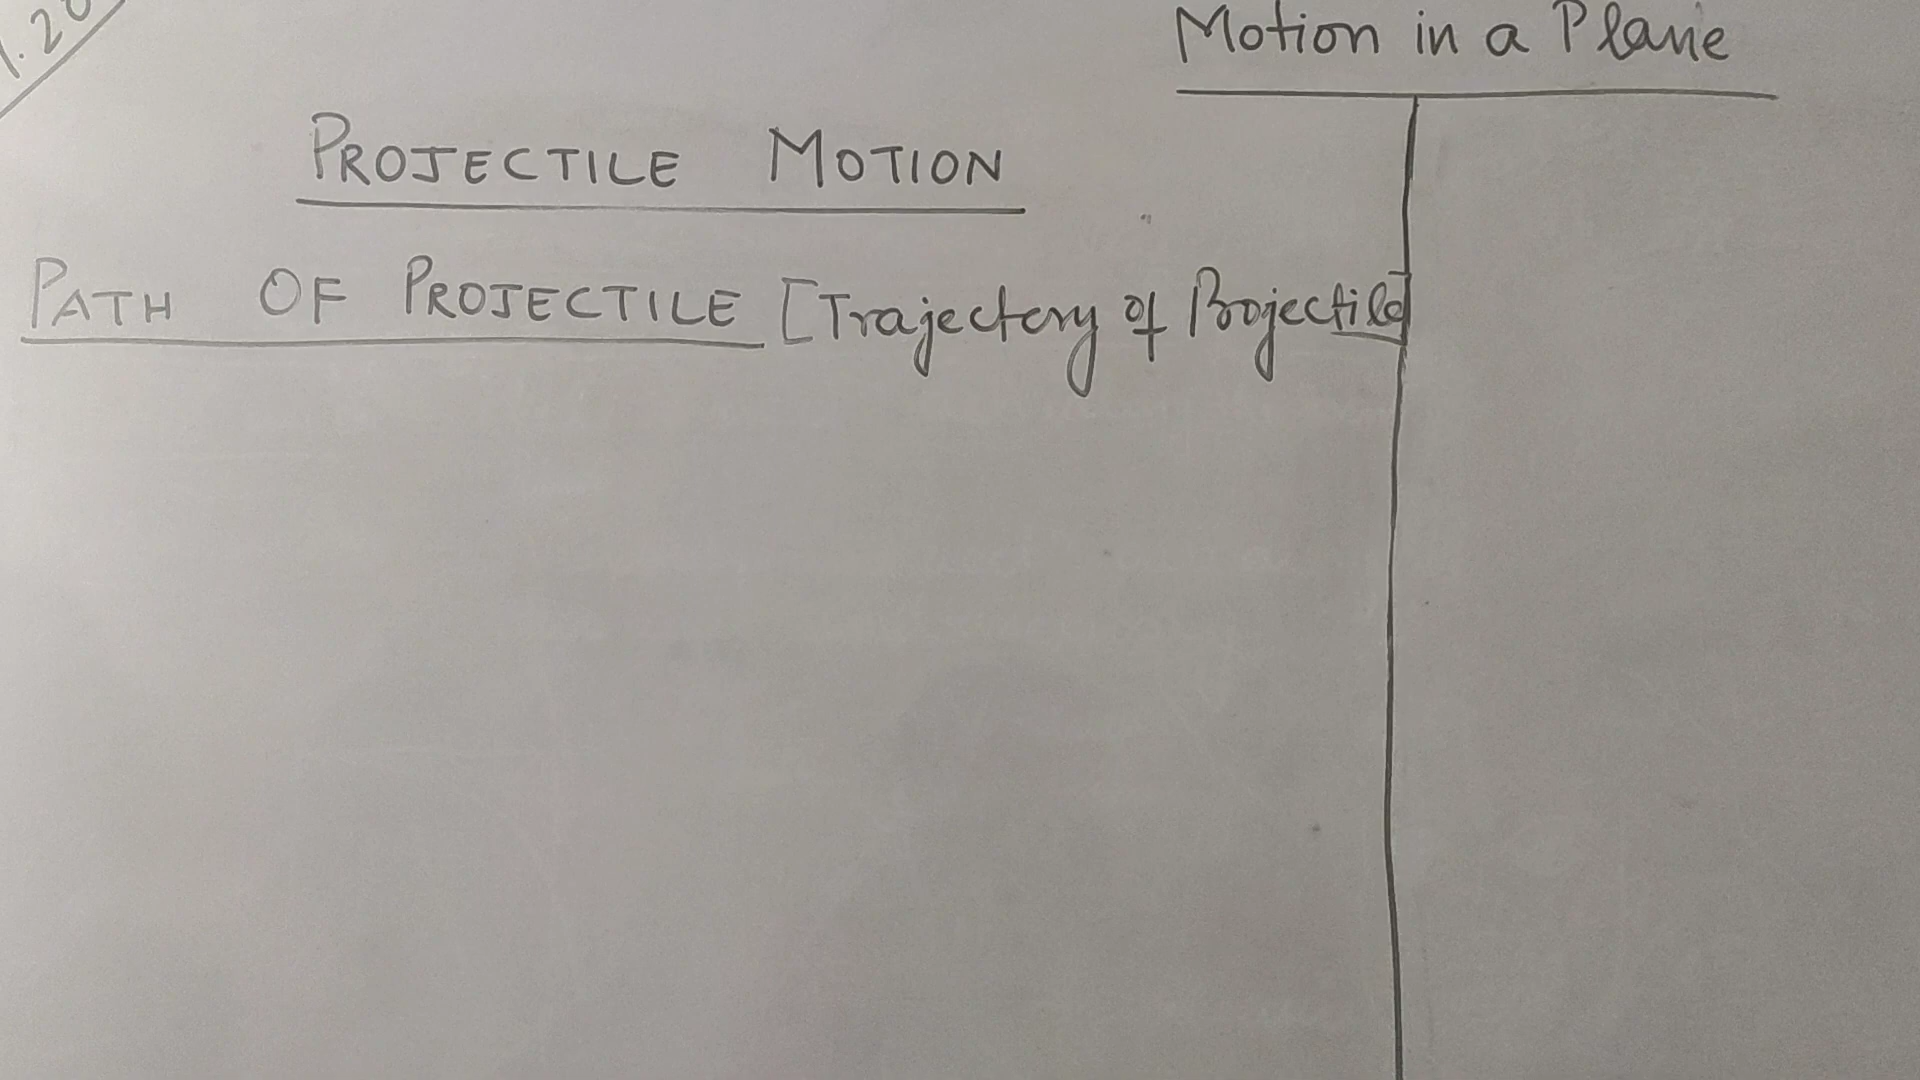 Motion in a Plane
PROJECTILE MOTION
PATH OF PROJECTILE [Trajectory of Projectile]